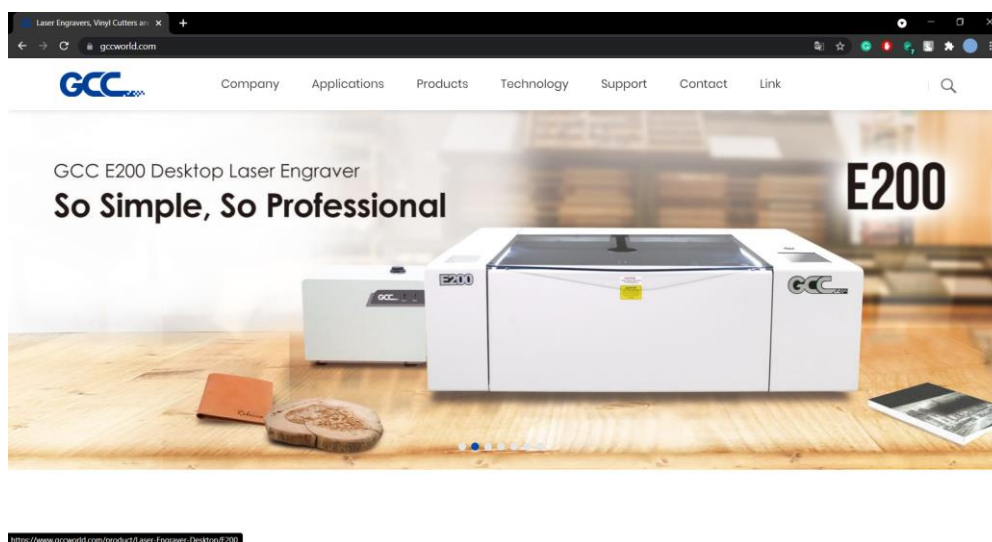 Laser Engravers, Vinyl Cutters an
gccworld.com
GCC
Company Applications Products Technology Support Contact Link
GCC E200 Desktop Laser Engraver
So Simple, So Professional
E200
E200
GCC
GCC
https://www.gccworld.com/product/Laser-Engraver-Desktop/E200